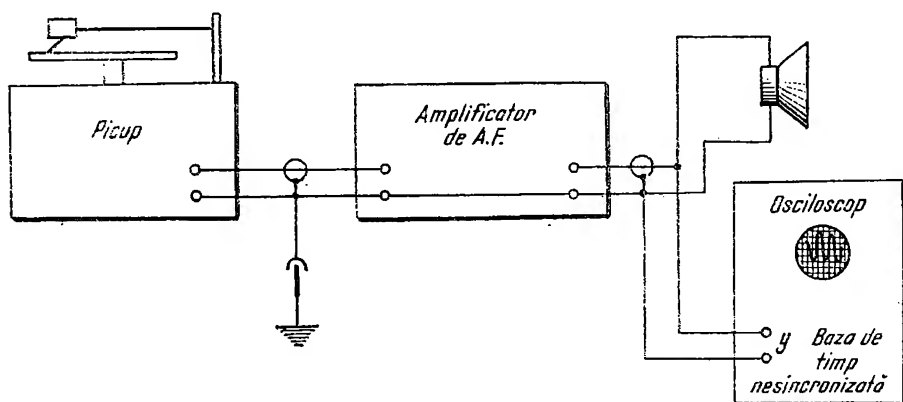 Picup
Amplificator
de A.F.
Osciloscop
y Baza de
timp
nesincronizată